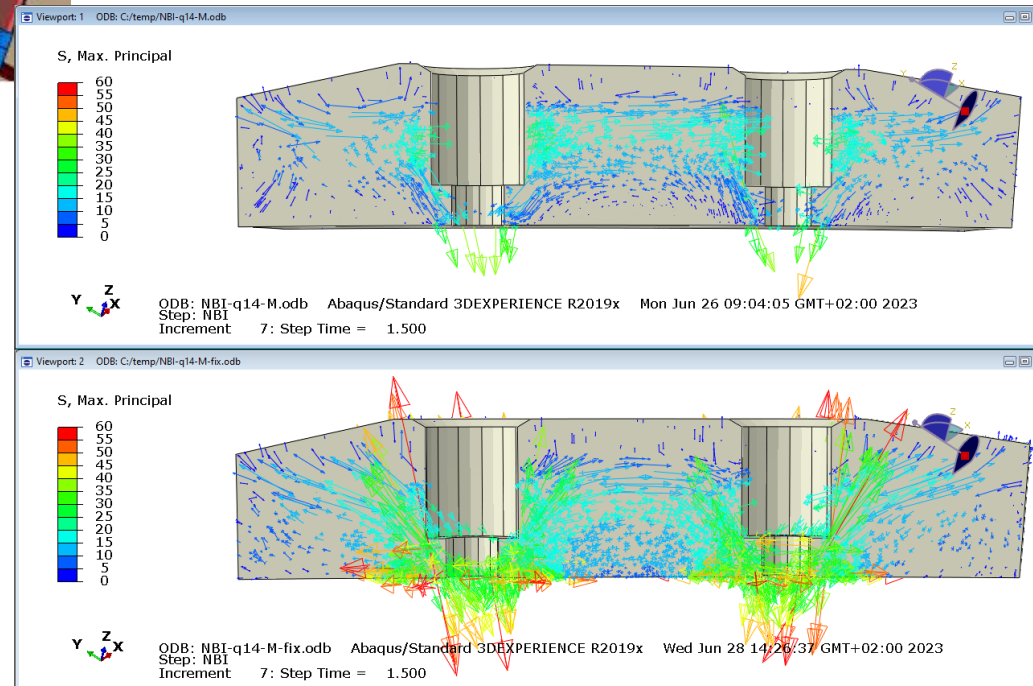 Viewport: 1 ODB: C:/temp/NBI-q14-M.odb
S, Max. Principal
60
55
50
45
40
35
30
25
20
15
10
5
0
Z
Y
X
Y Z X
ODB: NBI-q14-M.odb Abaqus/Standard 3DEXPERIENCE R2019x Mon Jun 26 09:04:05 GMT+02:00 2023
Step: NBI
Increment 7: Step Time = 1.500
Viewport: 2 ODB: C:/temp/NBI-q14-M-fix.odb
S, Max. Principal
60
55
50
45
40
35
30
25
20
15
10
5
0
Z
X
Y Z X
ODB: NBI-q14-M-fix.odb Abaqus/Standard 3DEXPERIENCE R2019x Wed Jun 28 14:26:37 GMT+02:00 2023
Step: NBI
Increment 7: Step Time = 1.500